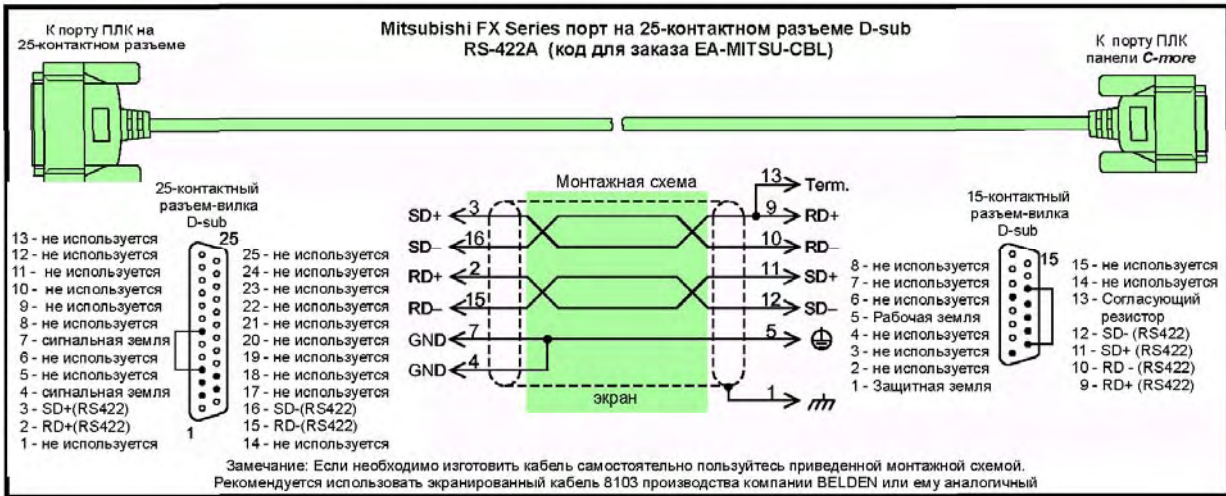 К порту ПЛК на
25-контактном разъеме
Mitsubishi FX Series порт на 25-контактном разъеме D-sub
RS-422A (код для заказа EA-MITSU-CBL)
К порту ПЛК
панели C-more
25-контактный
разъем-вилка
D-sub
25
1
13 - не используется
12 - не используется
11 - не используется
10 - не используется
9 - не используется
8 - не используется
7 - сигнальная земля
6 - не используется
5 - не используется
4 - сигнальная земля
3 - SD+(RS422)
2 - RD+(RS422)
1 - не используется
25 - не используется
24 - не используется
23 - не используется
22 - не используется
21 - не используется
20 - не используется
19 - не используется
18 - не используется
17 - не используется
16 - SD-(RS422)
15 - RD-(RS422)
14 - не используется
Монтажная схема
13 Term.
SD+ 3 9 RD+
SD– 16 10 RD–
RD+ 2 11 SD+
RD– 15 12 SD–
GND 7 5
GND 4
экран
1
15-контактный
разъем-вилка
D-sub
15
8 - не используется
7 - не используется
6 - не используется
5 - Рабочая земля
4 - не используется
3 - не используется
2 - не используется
1 - Защитная земля
15 - не используется
14 - не используется
13 - Согласующий
резистор
12 - SD- (RS422)
11 - SD+ (RS422)
10 - RD - (RS422)
9 - RD+ (RS422)
Замечание: Если необходимо изготовить кабель самостоятельно пользуйтесь приведенной монтажной схемой.
Рекомендуется использовать экранированный кабель 8103 производства компании BELDEN или ему аналогичный